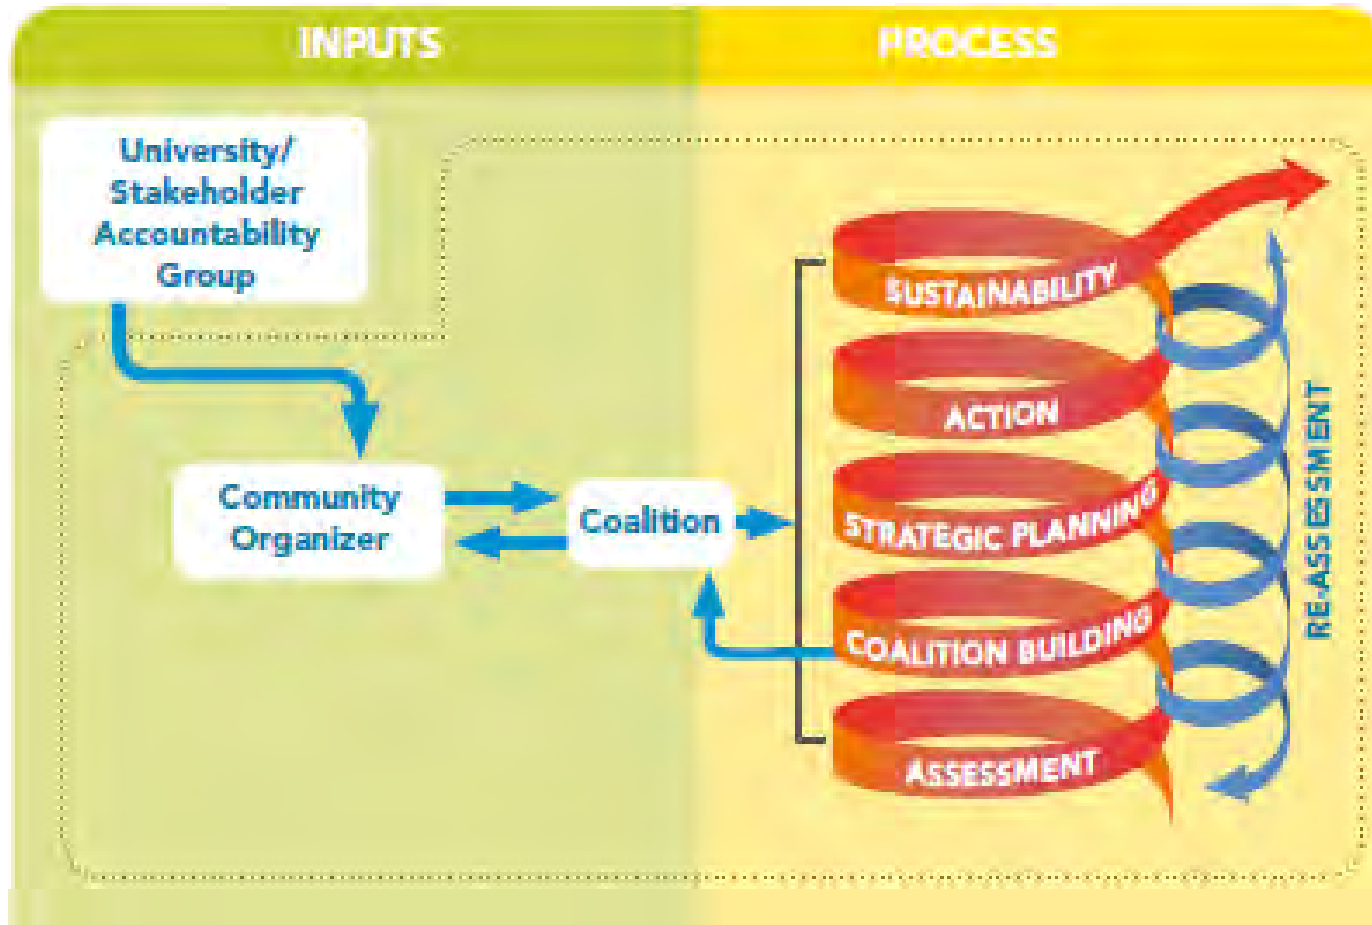 INPUTS
PROCESS
University/
Stakeholder
Accountability
Group
Community
Organizer
Coalition
SUSTAINABILITY
ACTION
STRATEGIC PLANNING
COALITION BUILDING
ASSESSMENT
RE-ASSESSMENT